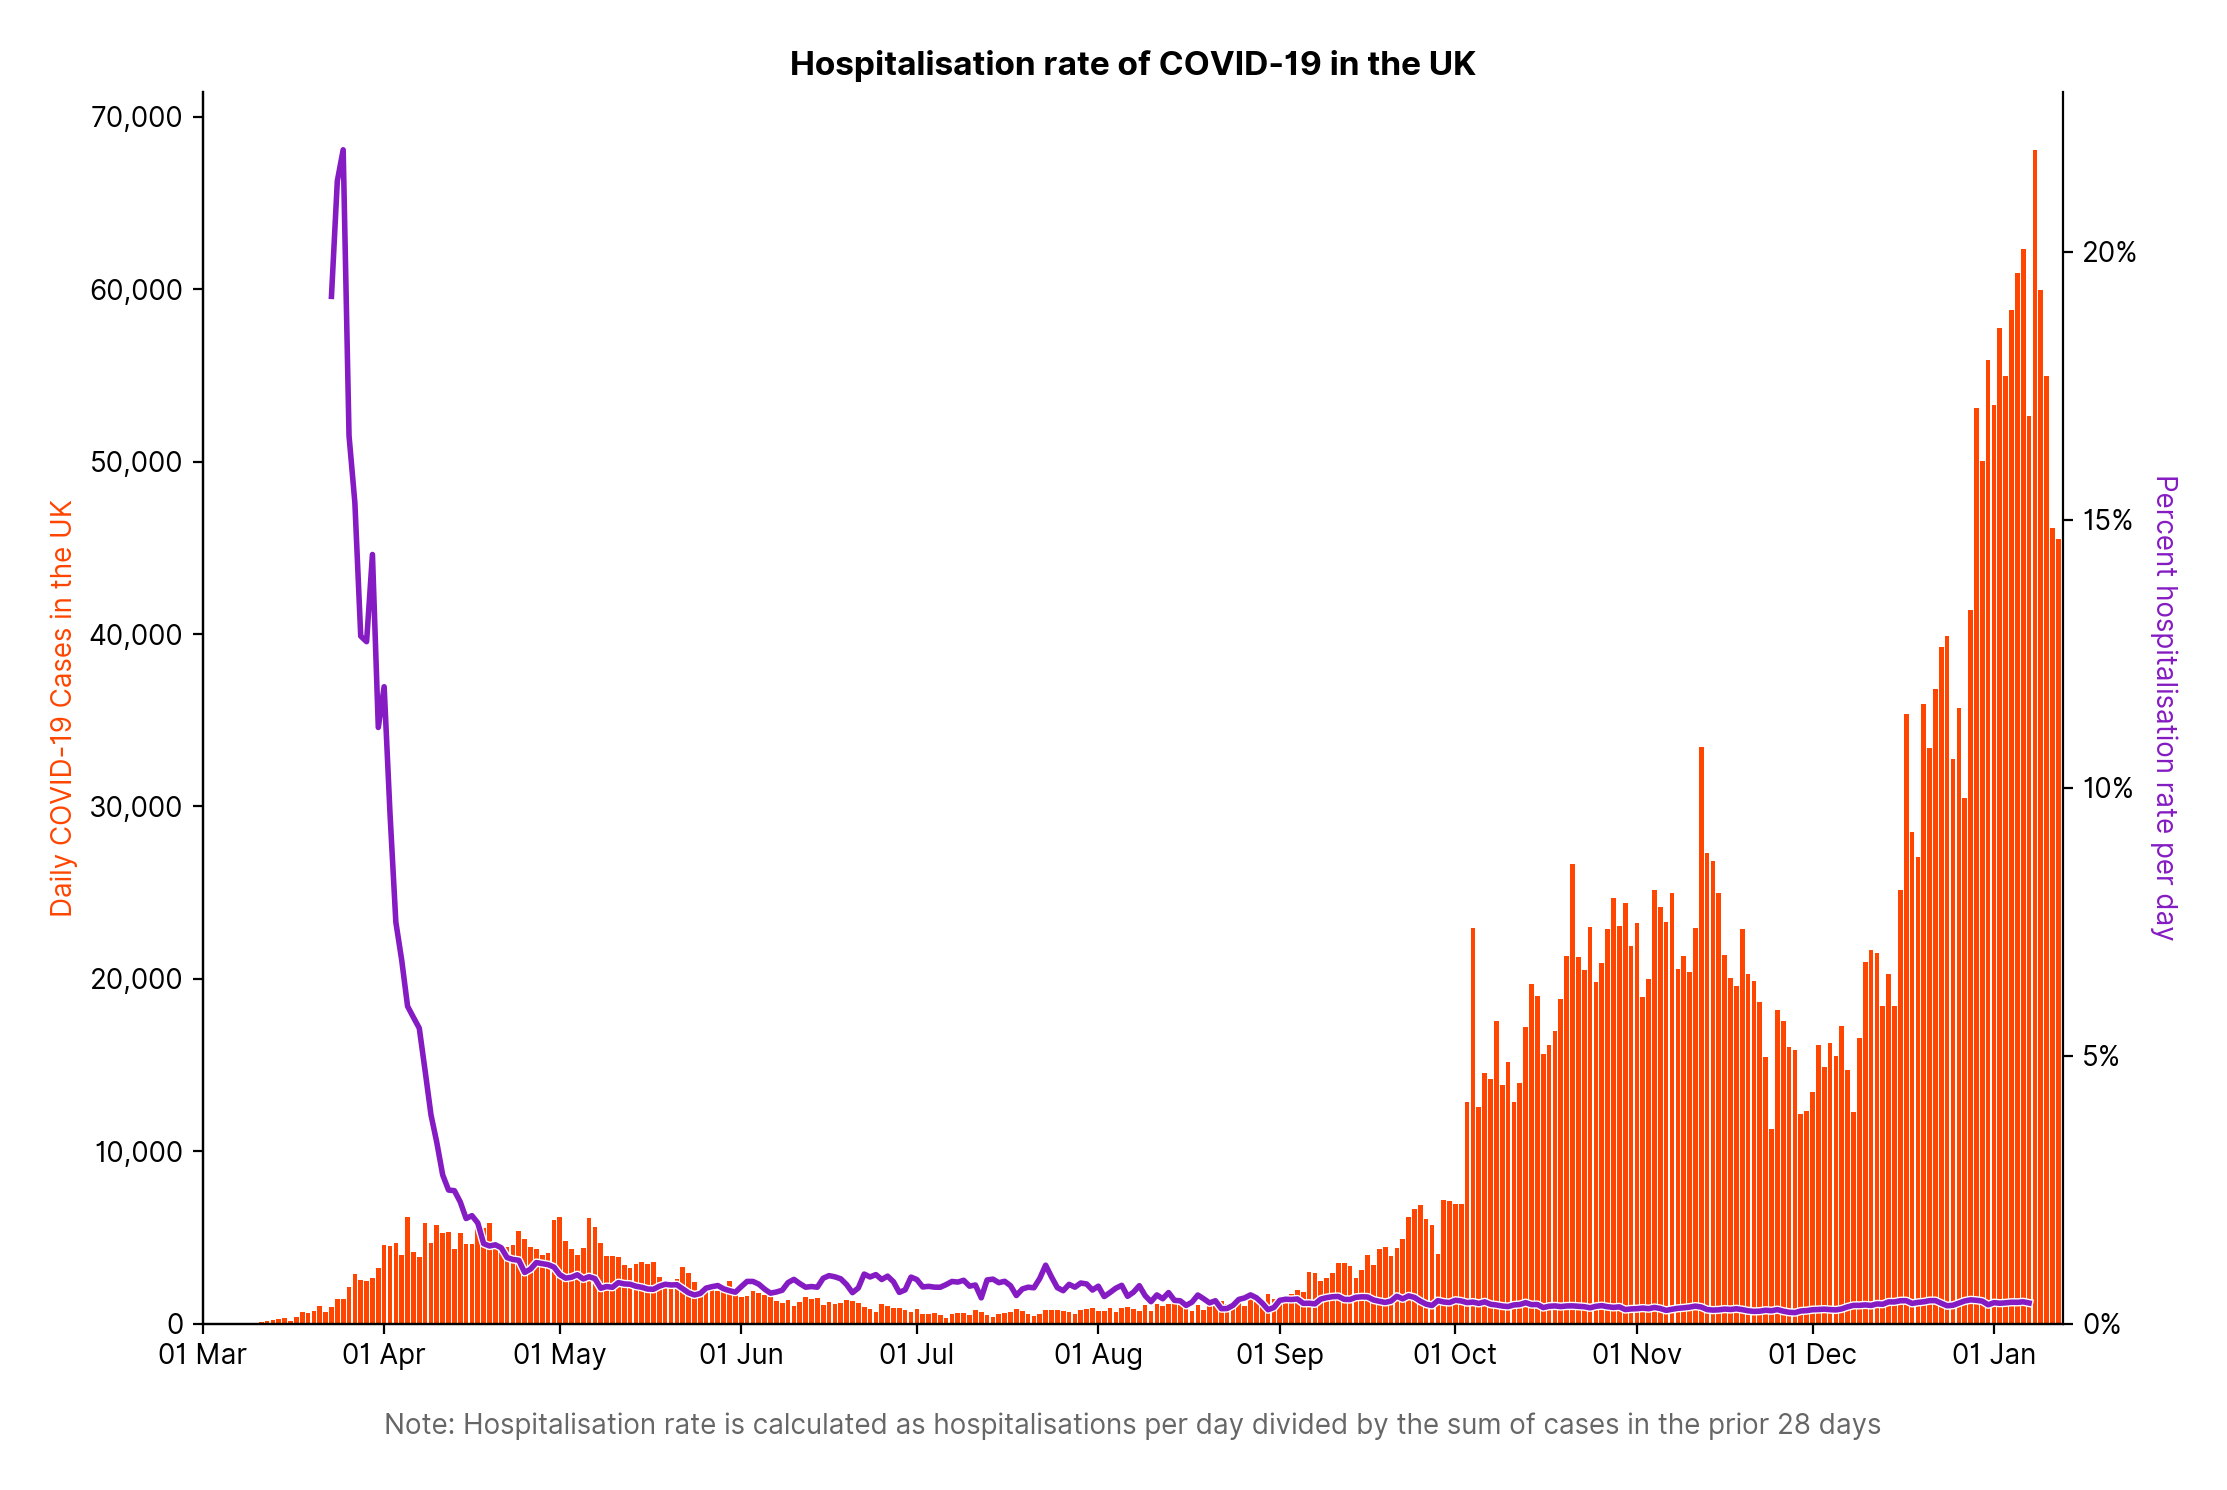 Hospitalisation rate of COVID-19 in the UK
70,000
60,000
50,000
40,000
30,000
20,000
10,000
0
Daily COVID-19 Cases in the UK
20%
15%
10%
5%
0%
Percent hospitalisation rate per day
01 Mar
01 Apr
01 May
01 Jun
01 Jul
01 Aug
01 Sep
01 Oct
01 Nov
01 Dec
01 Jan
Note: Hospitalisation rate is calculated as hospitalisations per day divided by the sum of cases in the prior 28 days